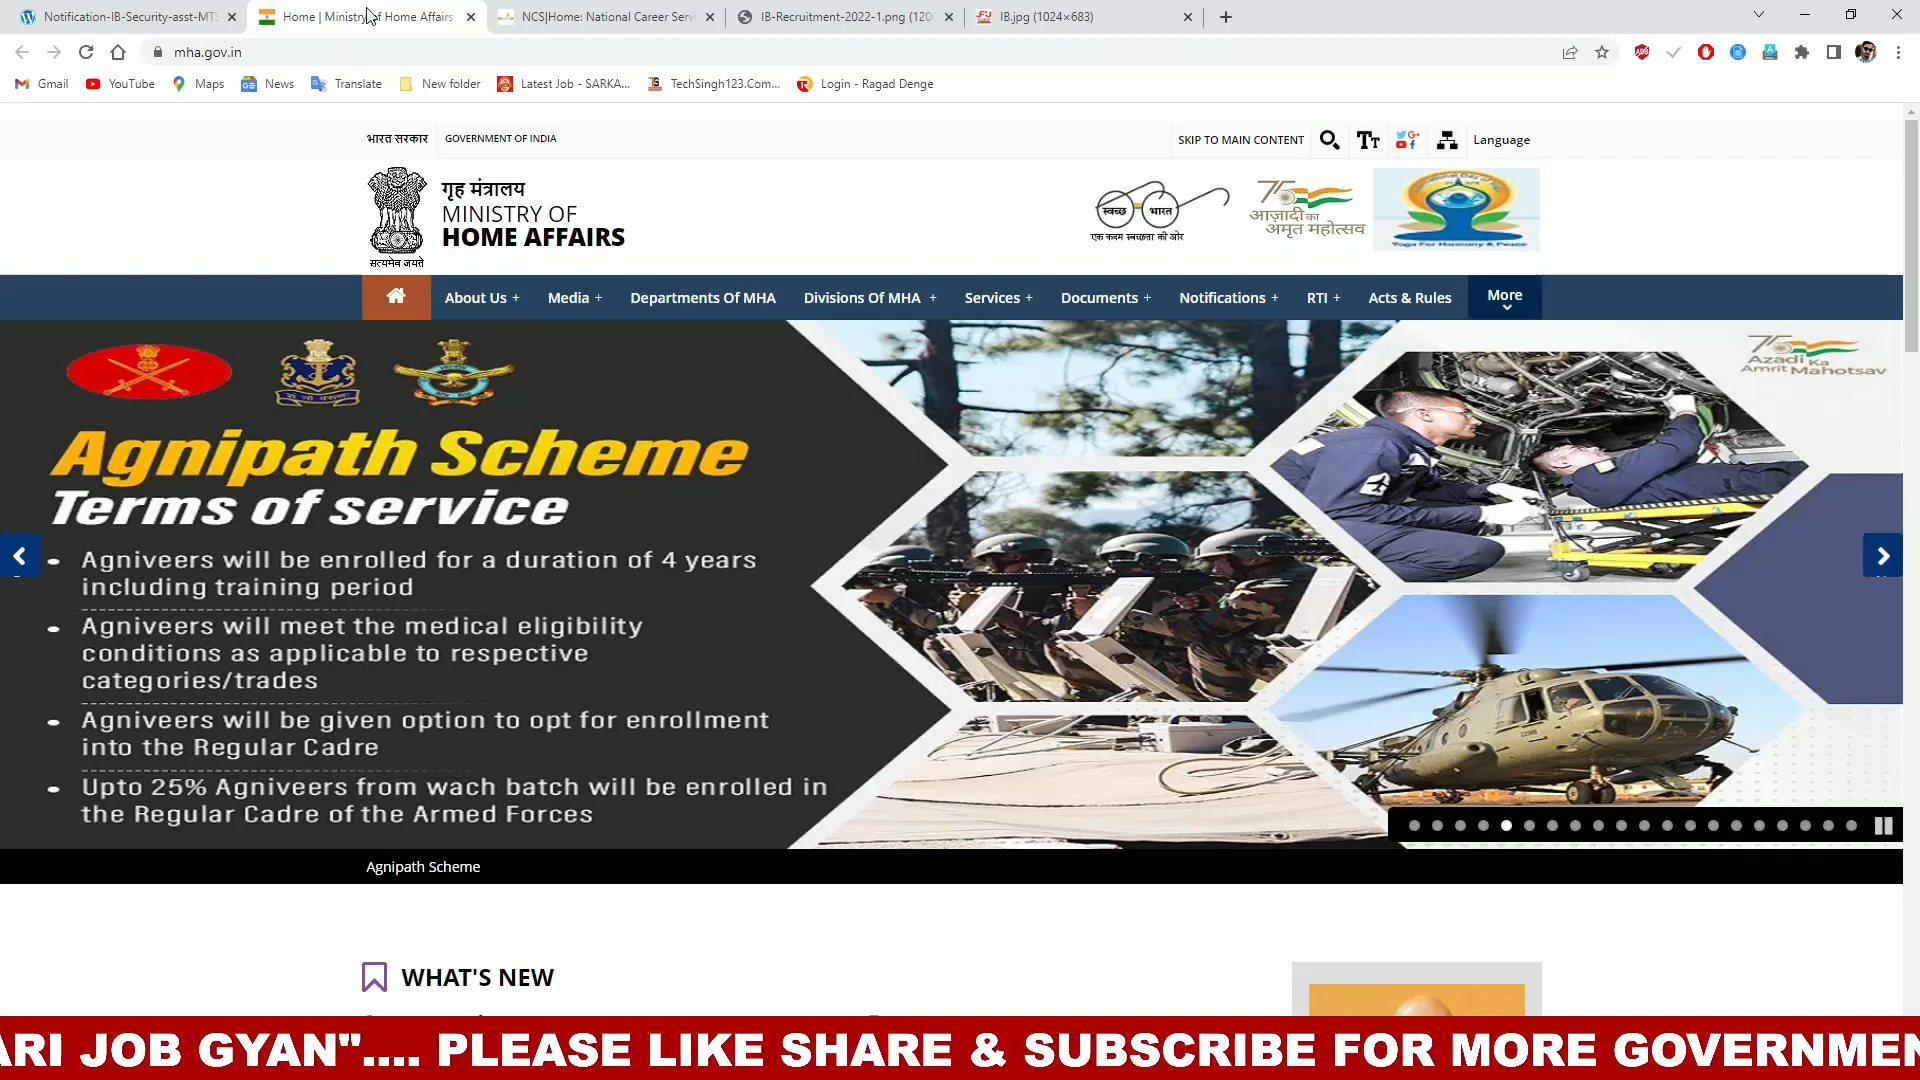 Notification-IB-Security-asst-MTS
Home | Ministry of Home Affairs
NCS|Home: National Career Serv
IB-Recruitment-2022-1.png (1200
IB.jpg (1024×683)
mha.gov.in
Gmail
YouTube
Maps
News
Translate
New folder
Latest Job - SARKA...
TechSingh123.Com...
Login - Ragad Denge
भारत सरकार
GOVERNMENT OF INDIA
SKIP TO MAIN CONTENT
Language
गृह मंत्रालय
MINISTRY OF
HOME AFFAIRS
सत्यमेव जयते
स्वच्छ भारत
एक कदम स्वच्छता की ओर
75
आज़ादी का
अमृत महोत्सव
Yoga For Harmony & Peace
About Us +
Media +
Departments Of MHA
Divisions Of MHA +
Services +
Documents +
Notifications +
RTI +
Acts & Rules
More
75
Azadi Ka
Amrit Mahotsav
Agnipath Scheme
Terms of service
• Agniveers will be enrolled for a duration of 4 years
including training period
• Agniveers will meet the medical eligibility
conditions as applicable to respective
categories/trades
• Agniveers will be given option to opt for enrollment
into the Regular Cadre
• Upto 25% Agniveers from wach batch will be enrolled in
the Regular Cadre of the Armed Forces
Agnipath Scheme
WHAT'S NEW
ARI JOB GYAN".... PLEASE LIKE SHARE & SUBSCRIBE FOR MORE GOVERNMEN